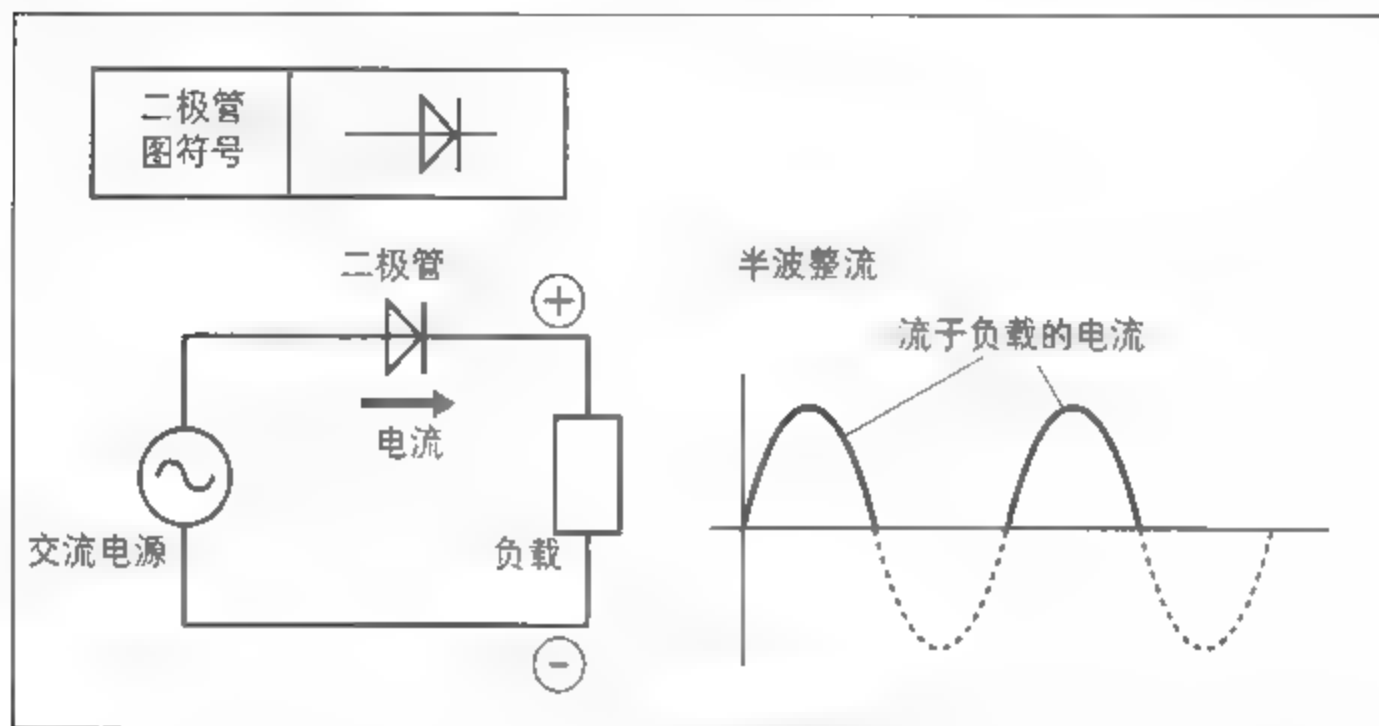 二极管
图符号
二极管
半波整流
流于负载的电流
电流
交流电源
负载